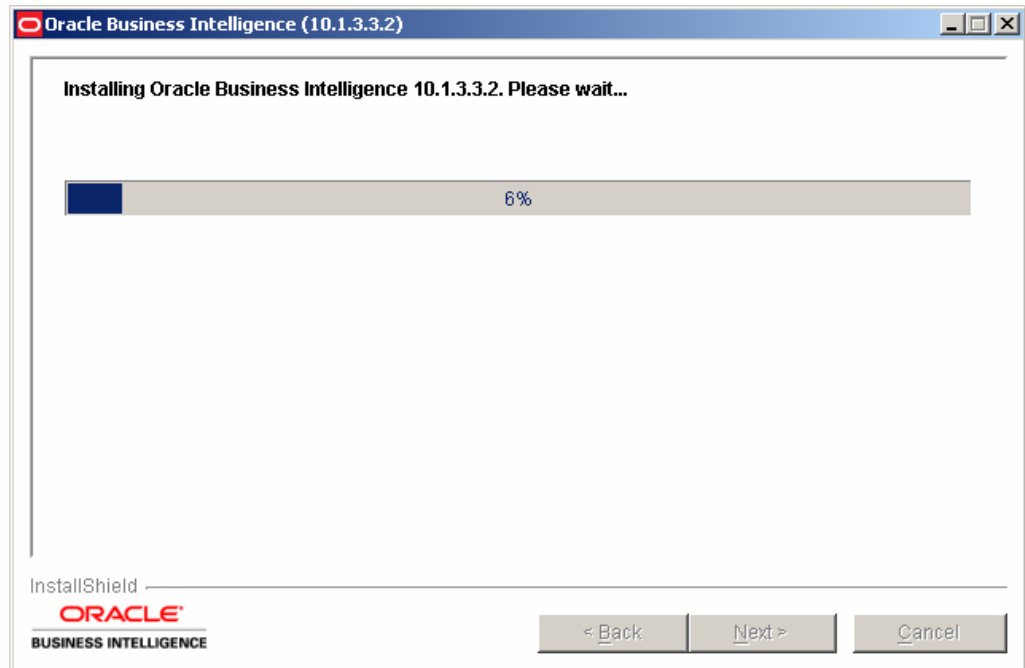 Oracle Business Intelligence (10.1.3.3.2)
Installing Oracle Business Intelligence 10.1.3.3.2. Please wait...
6%
InstallShield
ORACLE'
BUSINESS INTELLIGENCE
< Back Next > Cancel